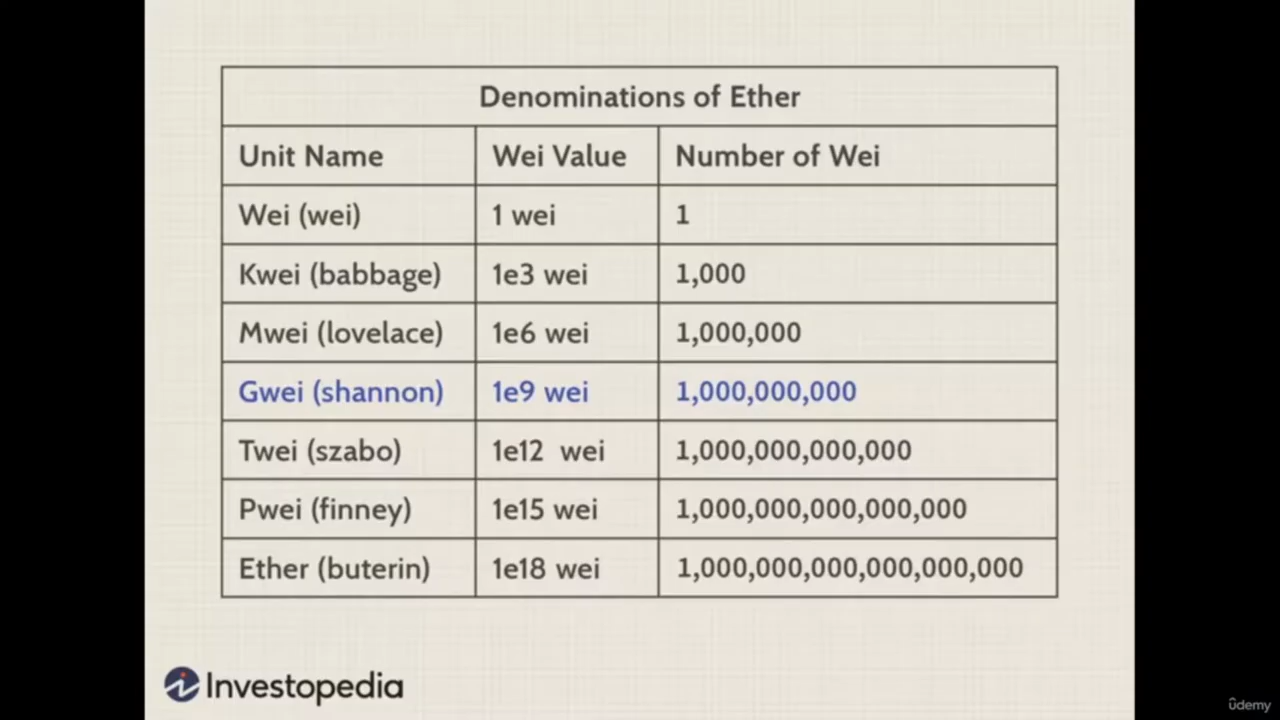 Denominations of Ether
Unit Name Wei Value Number of Wei
Wei (wei) 1 wei 1
Kwei (babbage) 1e3 wei 1,000
Mwei (lovelace) 1e6 wei 1,000,000
Gwei (shannon) 1e9 wei 1,000,000,000
Twei (szabo) 1e12 wei 1,000,000,000,000
Pwei (finney) 1e15 wei 1,000,000,000,000,000
Ether (buterin) 1e18 wei 1,000,000,000,000,000,000
Investopedia
ûdemy